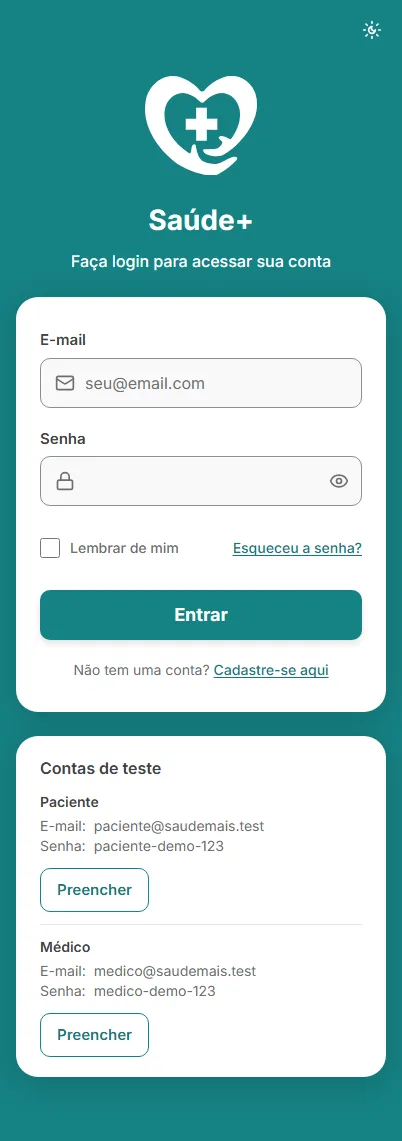 Saúde+
Faça login para acessar sua conta
E-mail
seu@email.com
Senha
Lembrar de mim
Esqueceu a senha?
Entrar
Não tem uma conta? Cadastre-se aqui
Contas de teste
Paciente
E-mail: paciente@saudemais.test
Senha: paciente-demo-123
Preencher
Médico
E-mail: medico@saudemais.test
Senha: medico-demo-123
Preencher